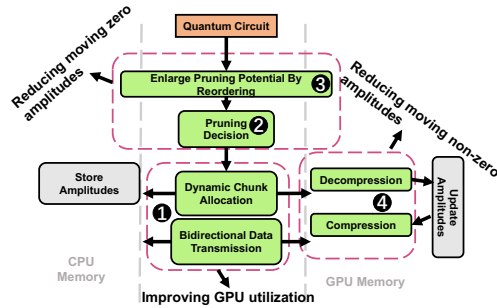 Quantum Circuit
Reducing moving zero
amplitudes
Enlarge Pruning Potential By
Reordering
3
Reducing moving non-zero
amplitudes
Pruning
Decision
2
Store
Amplitudes
1
Dynamic Chunk
Allocation
Bidirectional Data
Transmission
Decompression
4
Compression
Update
Amplitudes
CPU
Memory
GPU Memory
Improving GPU utilization